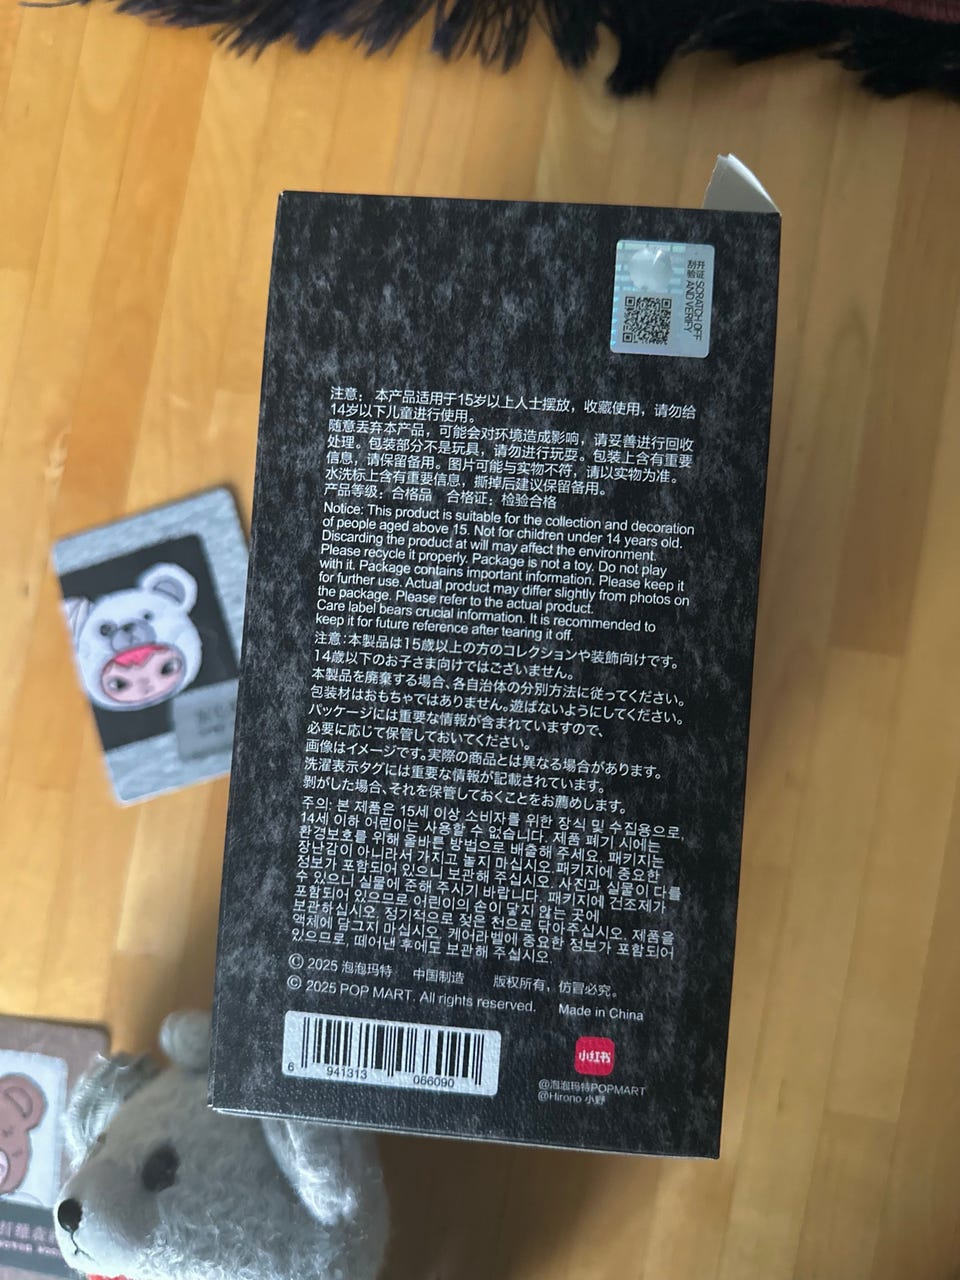 刮开
验证 SCRATCH OFF
AND VERIFY
注意： 本产品适用于15岁以上人士摆放，收藏使用，请勿给
14岁以下儿童进行使用。
随意丢弃本产品，可能会对环境造成影响，请妥善进行回收
处理。包装部分不是玩具，请勿进行玩耍。包装上含有重要
信息，请保留备用。图片可能与实物不符，请以实物为准。
水洗标上含有重要信息，撕掉后建议保留备用。
产品等级：合格品 合格证：检验合格
Notice: This product is suitable for the collection and decoration
of people aged above 15. Not for children under 14 years old.
Discarding the product at will may affect the environment.
Please recycle it properly. Package is not a toy. Do not play
with it. Package contains important information. Please keep it
for further use. Actual product may differ slightly from photos on
the package. Please refer to the actual product.
Care label bears crucial information. It is recommended to
keep it for future reference after tearing it off.
注意：本製品は15歳以上の方のコレクションや装飾向けです。
14歳以下のお子さま向けではございません。
本製品を廃棄する場合、各自治体の分別方法に従ってください。
包装材はおもちゃではありません。遊ばないようにしてください。
パッケージには重要な情報が含まれていますので、
必要に応じて保管しておいてください。
画像はイメージです。実際の商品とは異なる場合があります。
洗濯表示タグには重要な情報が記載されています。
剥がした場合、それを保管しておくことをお薦めします。
주의: 본 제품은 15세 이상 소비자를 위한 장식 및 수집용으로,
14세 이하 어린이는 사용할 수 없습니다. 제품 폐기 시에는
환경보호를 위해 올바른 방법으로 배출해 주세요. 패키지는
장난감이 아니라서 가지고 놀지 마십시오. 패키지에 중요한
정보가 포함되어 있으니 보관해 주십시오. 사진과 실물이 다를
수 있으니 실물에 준해 주시기 바랍니다. 패키지에 건조제가
포함되어 있으므로 어린이의 손이 닿지 않는 곳에
보관하십시오. 정기적으로 젖은 천으로 닦아주십시오. 제품을
액체에 담그지 마십시오. 케어라벨에 중요한 정보가 포함되어
있으므로, 떼어낸 후에도 보관해 주십시오.
© 2025 泡泡玛特 中国制造 版权所有，仿冒必究。
© 2025 POP MART. All rights reserved. Made in China
6 941313 066090
小红书
@泡泡玛特POPMART
@Hirono 小野